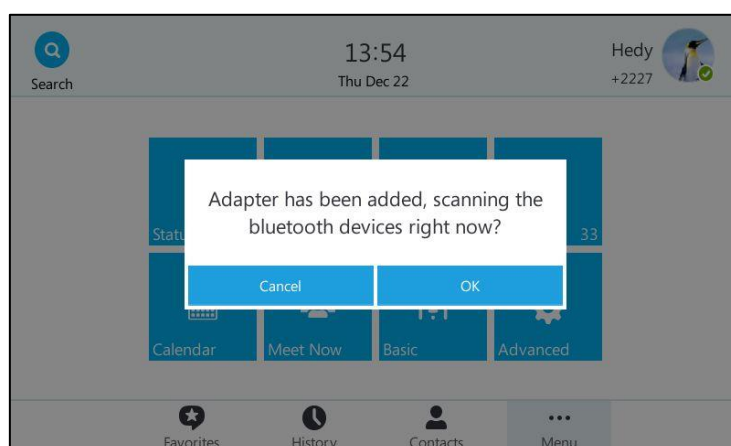 13:54
Hedy
Search
Thu Dec 22
+2227
Adapter has been added, scanning the
bluetooth devices right now?
33
Cancel
OK
Calendar
Meet Now
Basic
Advanced
Favorites
History
Contacts
Menu